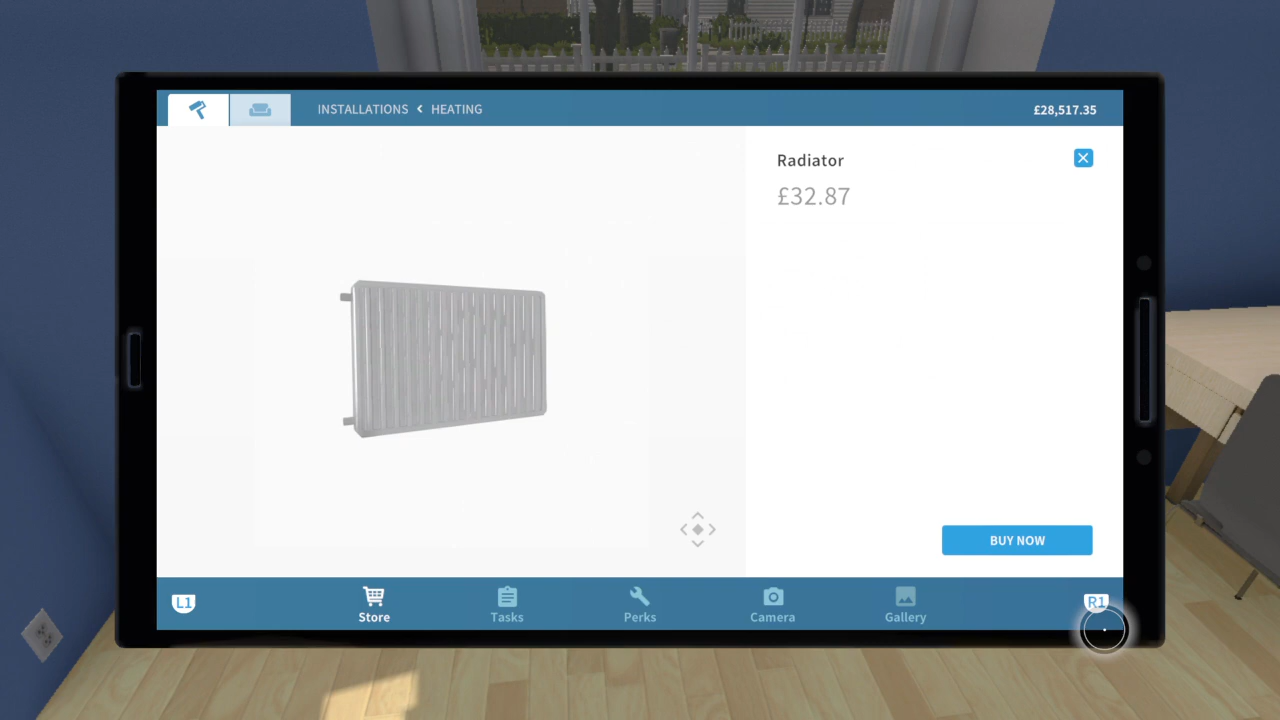 INSTALLATIONS < HEATING
£28,517.35
Radiator
£32.87
BUY NOW
L1
Store
Tasks
Perks
Camera
Gallery
R1